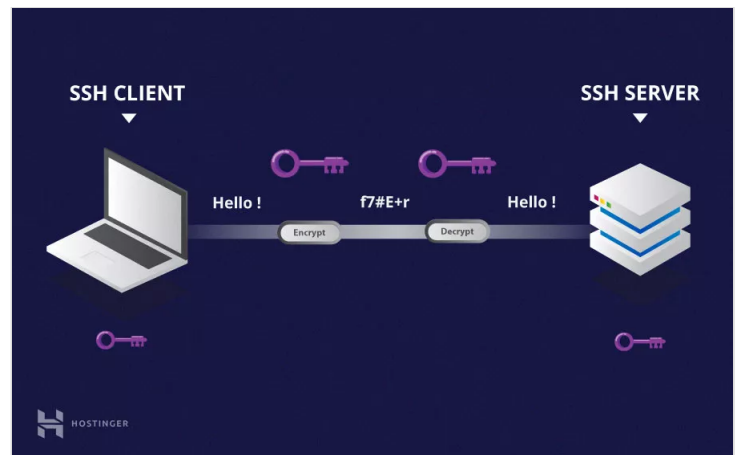 SSH CLIENT
SSH SERVER
Hello !
f7#E+r
Hello !
Encrypt
Decrypt
HOSTINGER